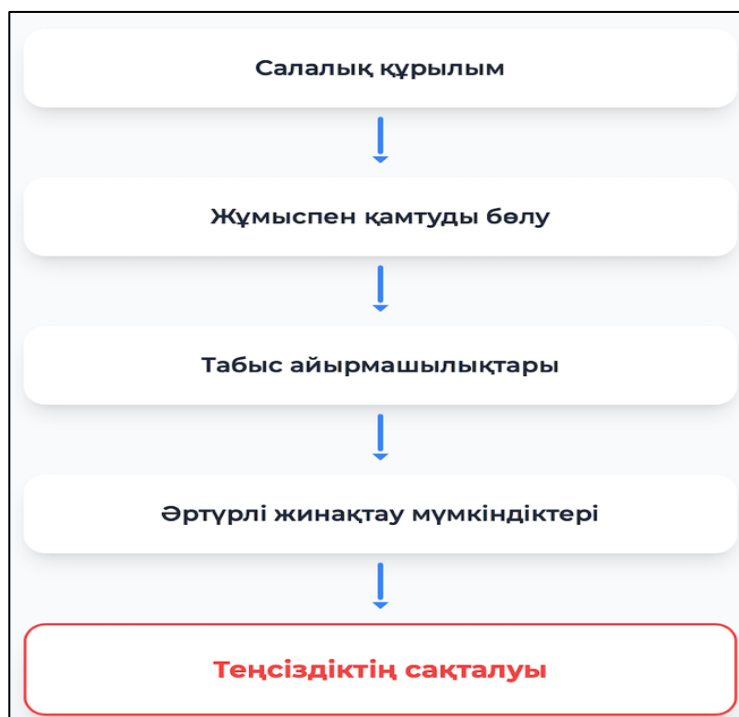 Салалық құрылым
Жұмыспен қамтуды бөлу
Табыс айырмашылықтары
Әртүрлі жинақтау мүмкіндіктері
Теңсіздіктің сақталуы